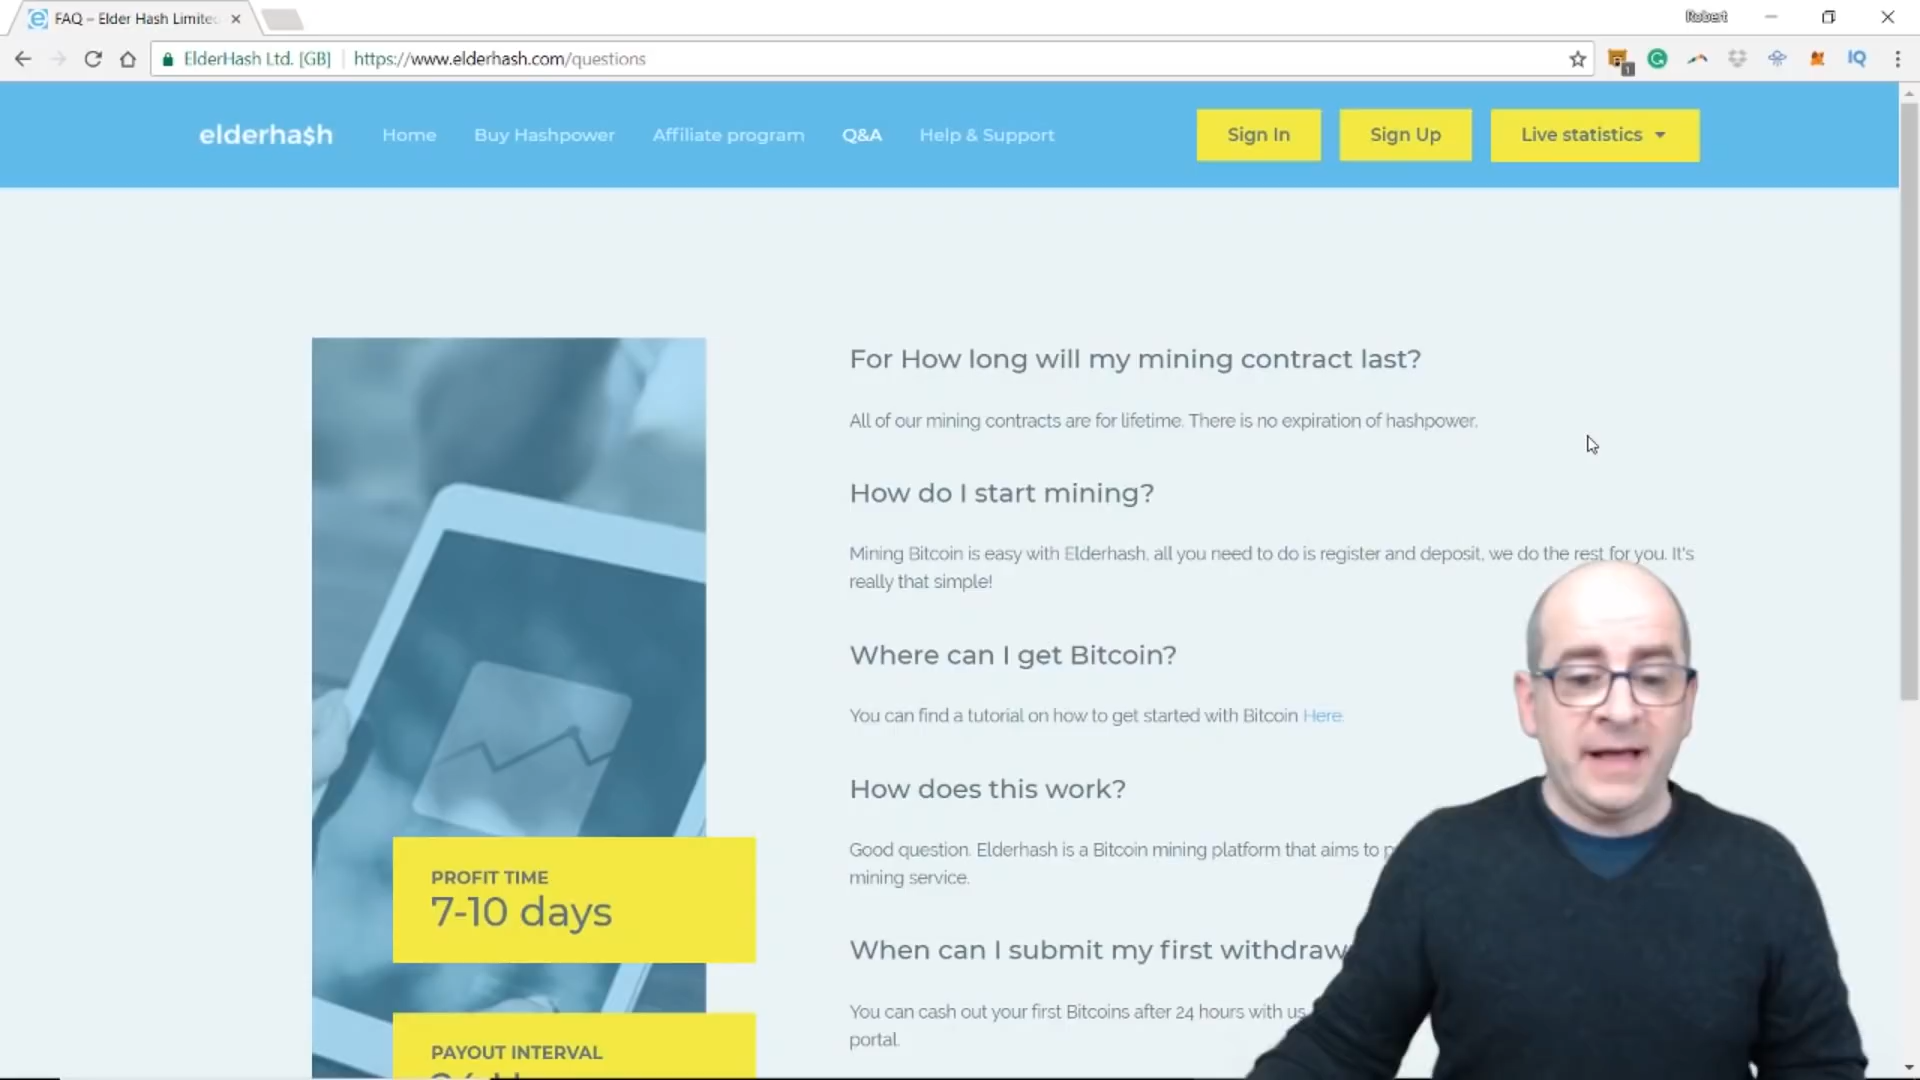 FAQ – Elder Hash Limite
Robert
ElderHash Ltd. [GB]
https://www.elderhash.com/questions
1
IQ
elderha$h
Home
Buy Hashpower
Affiliate program
Q&A
Help & Support
Sign In
Sign Up
Live statistics
For How long will my mining contract last?
All of our mining contracts are for lifetime. There is no expiration of hashpower.
How do I start mining?
Mining Bitcoin is easy with Elderhash, all you need to do is register and deposit, we do the rest for you. It's
really that simple!
Where can I get Bitcoin?
You can find a tutorial on how to get started with Bitcoin Here.
How does this work?
Good question. Elderhash is a Bitcoin mining platform that aims to
mining service.
When can I submit my first withdraw
You can cash out your first Bitcoins after 24 hours with us
portal.
PROFIT TIME
7-10 days
PAYOUT INTERVAL